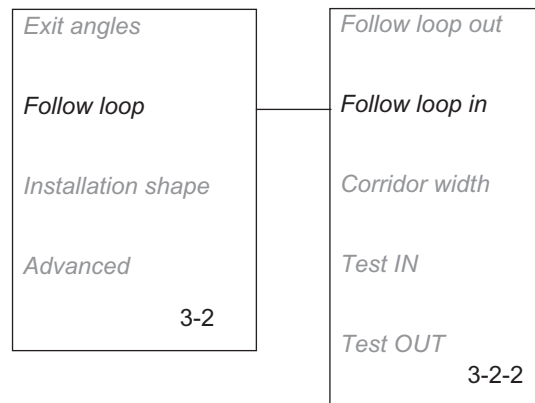 Exit angles
Follow loop
Installation shape
Advanced
3-2
Follow loop out
Follow loop in
Corridor width
Test IN
Test OUT
3-2-2